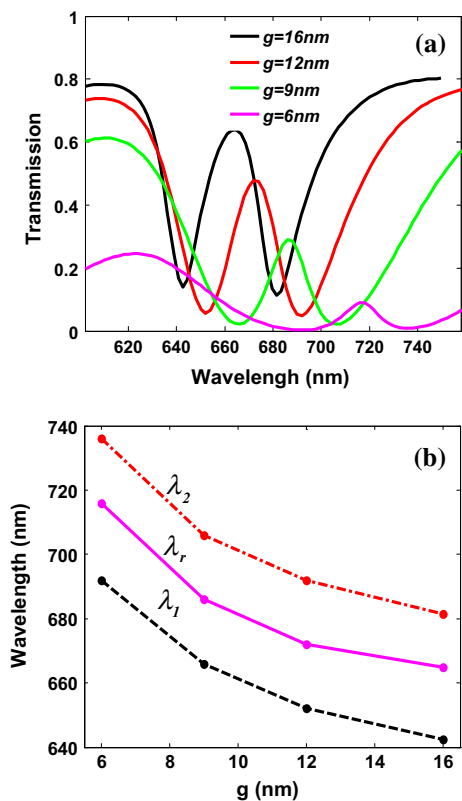 (a)
g=16nm
g=12nm
g=9nm
g=6nm
1
0.8
0.6
0.4
0.2
0
Transmission
620 640 660 680 700 720 740
Wavelengh (nm)
(b)
740
720
700
680
660
640
Wavelength (nm)
λ2
λr
λ1
6 8 10 12 14 16
g (nm)